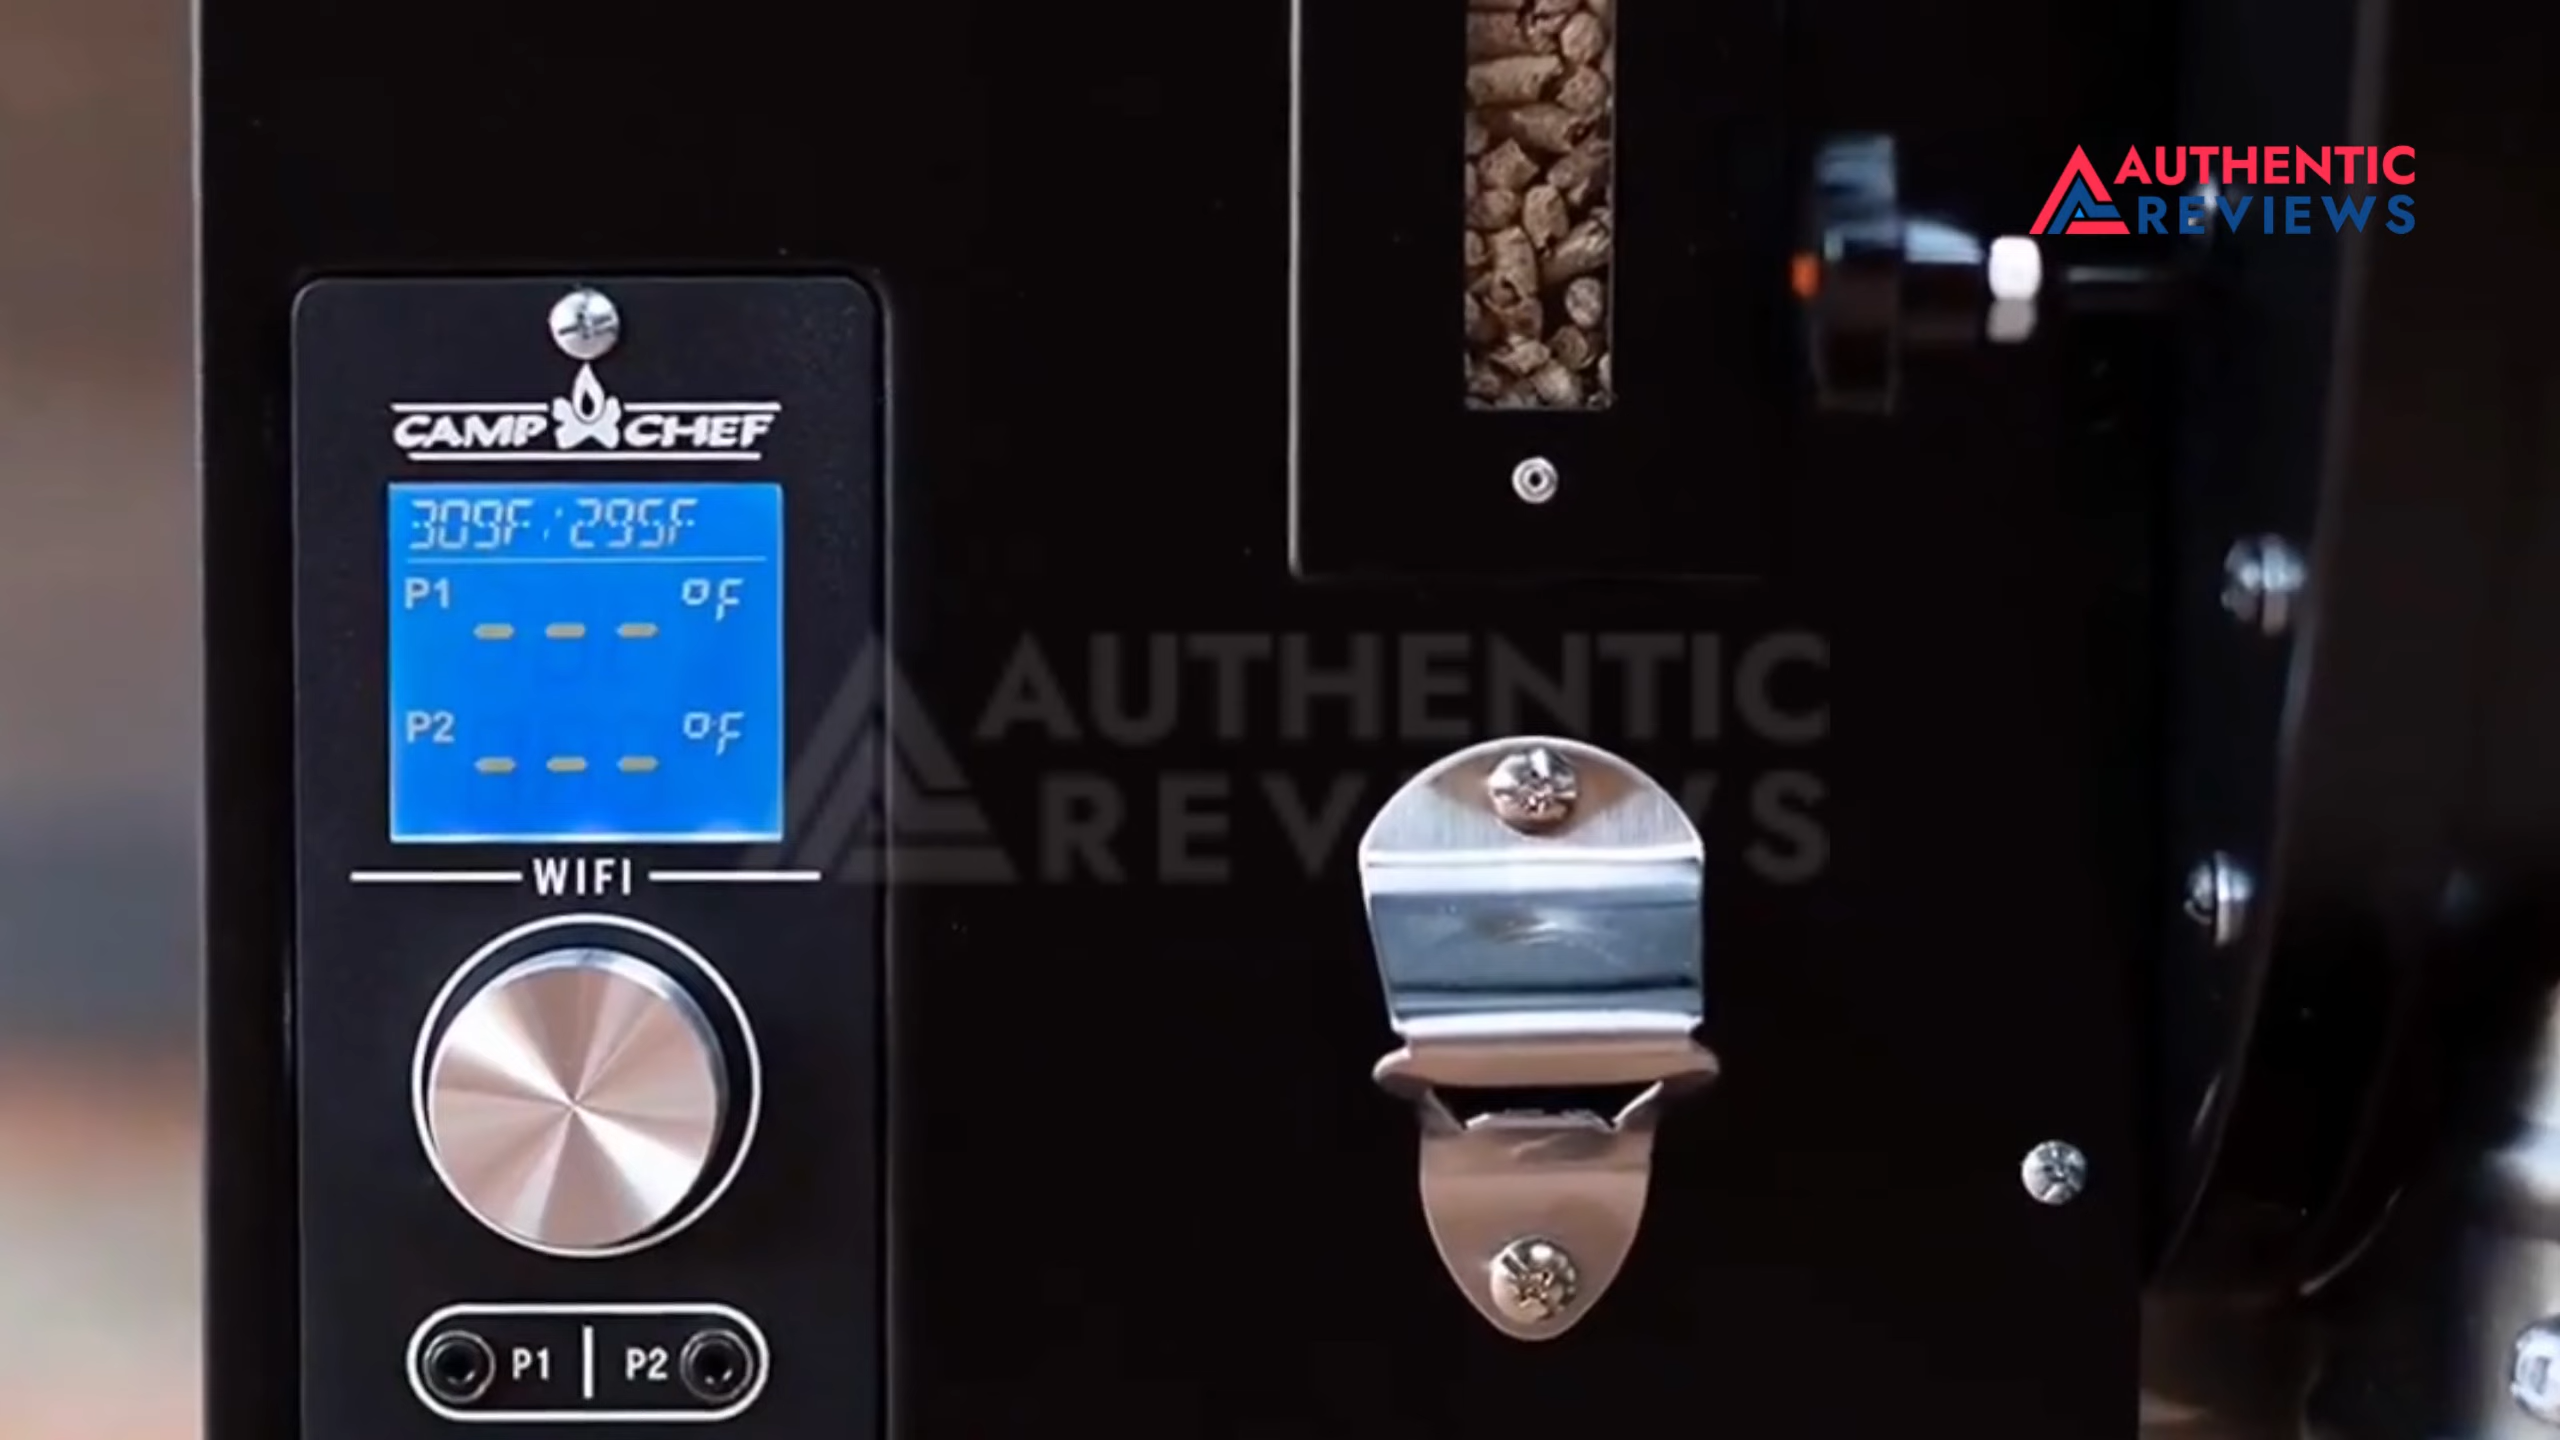 AUTHENTIC
REVIEWS
CAMP CHEF
309F/295F
P1 °F
- - -
P2 °F
- - -
WIFI
P1 | P2
AUTHENTIC
REVIEWS